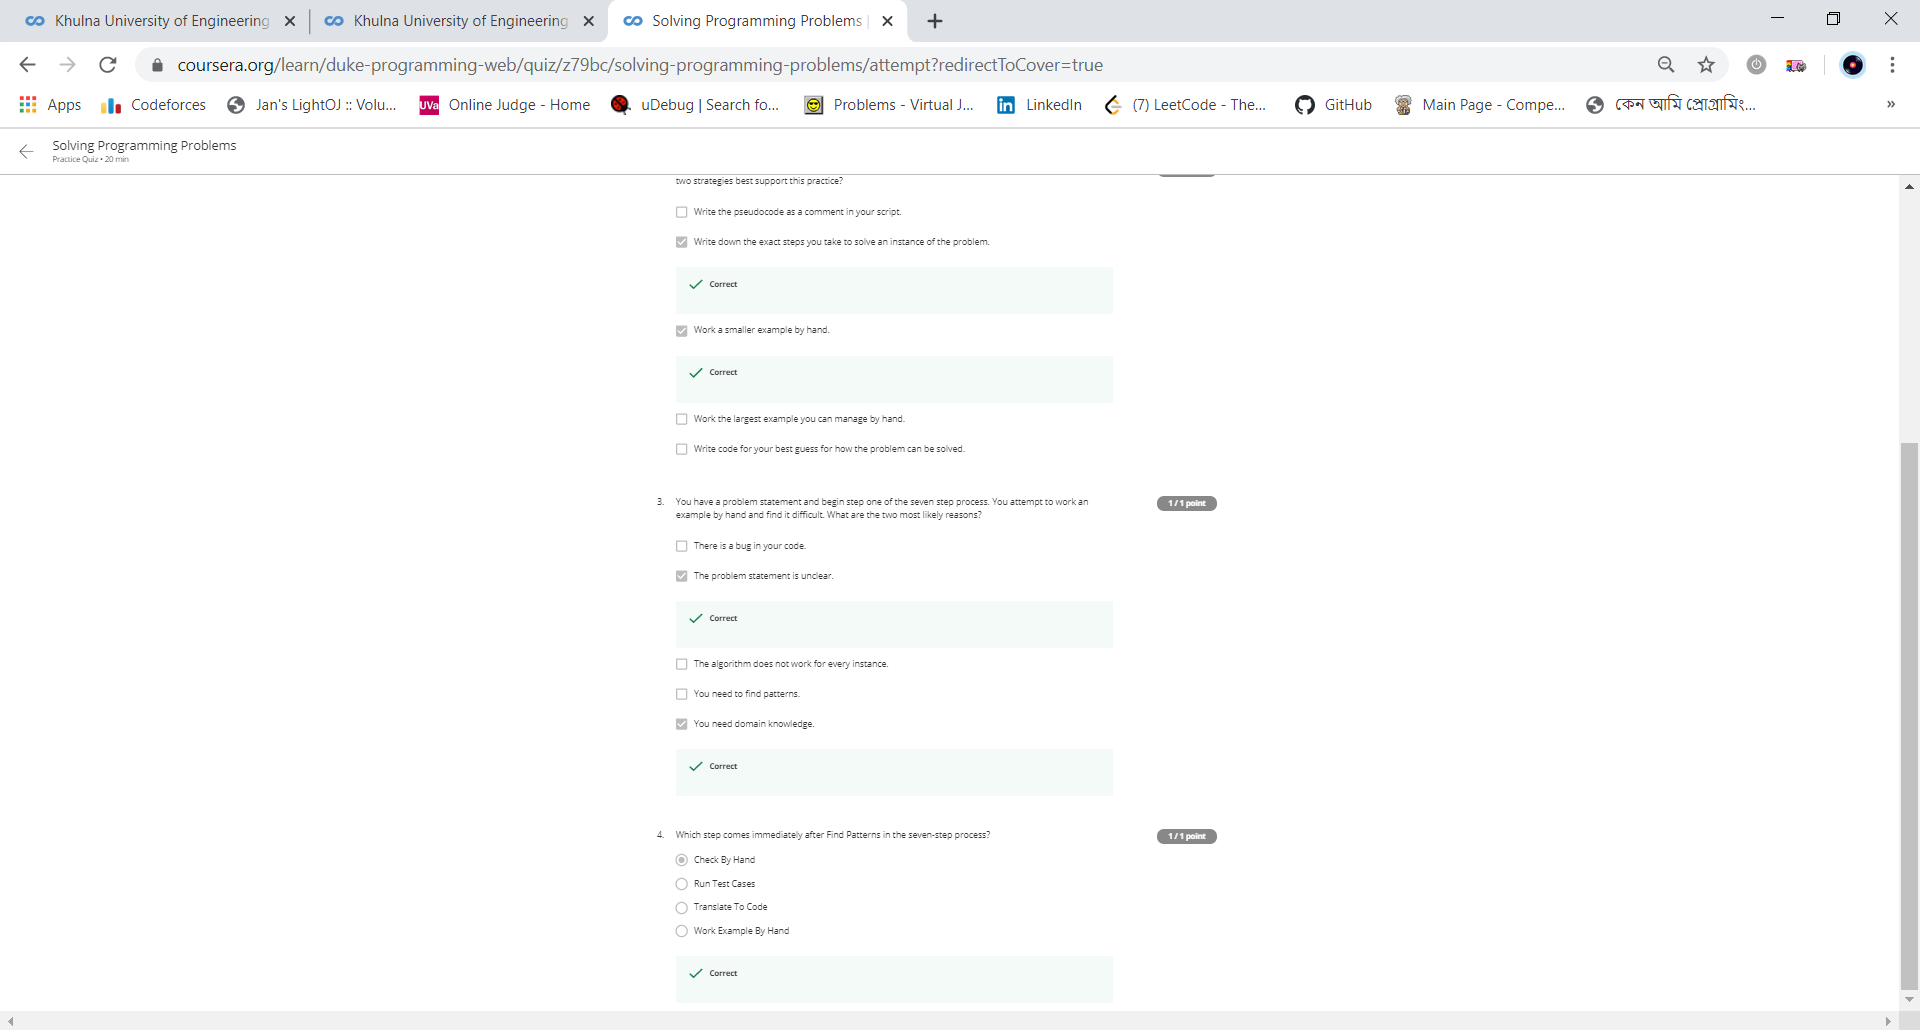 Khulna University of Engineering
Khulna University of Engineering
Solving Programming Problems
coursera.org/learn/duke-programming-web/quiz/z79bc/solving-programming-problems/attempt?redirectToCover=true
Apps
Codeforces
Jan's LightOJ :: Volu...
UVa
Online Judge - Home
uDebug | Search fo...
Problems - Virtual J...
in
LinkedIn
(7) LeetCode - The...
GitHub
Main Page - Compe...
কেন আমি প্রোগ্রামিং...
»
Solving Programming Problems
Practice Quiz • 20 min
two strategies best support this practice?
Write the pseudocode as a comment in your script.
Write down the exact steps you take to solve an instance of the problem.
Correct
Work a smaller example by hand.
Correct
Work the largest example you can manage by hand.
Write code for your best guess for how the problem can be solved.
3. You have a problem statement and begin step one of the seven step process. You attempt to work an
example by hand and find it difficult. What are the two most likely reasons?
1 / 1 point
There is a bug in your code.
The problem statement is unclear.
Correct
The algorithm does not work for every instance.
You need to find patterns.
You need domain knowledge.
Correct
4. Which step comes immediately after Find Patterns in the seven-step process?
1 / 1 point
Check By Hand
Run Test Cases
Translate To Code
Work Example By Hand
Correct